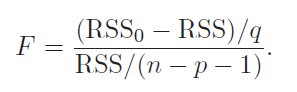 F = (RSS₀ − RSS)/q / RSS/(n − p − 1).